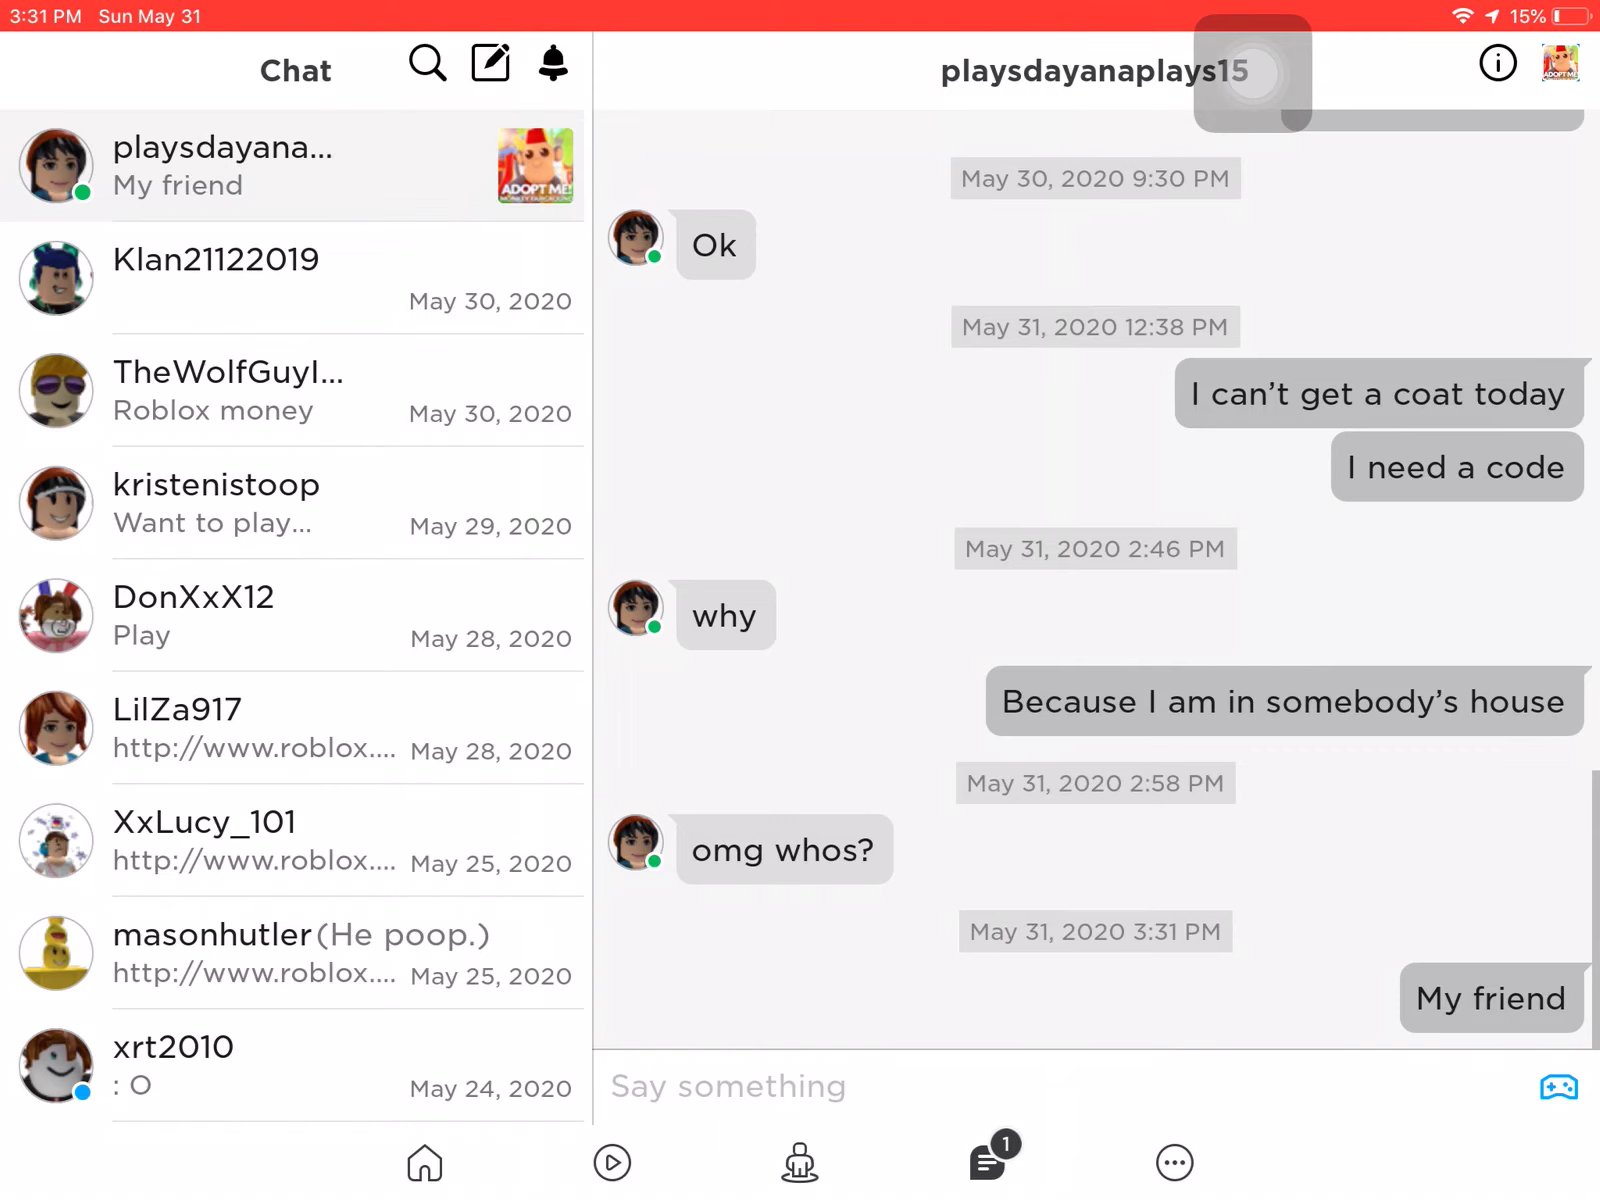 3:31 PM Sun May 31
15%
Chat
playsdayana...
My friend
ADOPT ME!
Klan21122019
May 30, 2020
TheWolfGuyI...
Roblox money
May 30, 2020
kristenistoop
Want to play...
May 29, 2020
DonXxX12
Play
May 28, 2020
LilZa917
http://www.roblox....
May 28, 2020
XxLucy_101
http://www.roblox....
May 25, 2020
masonhutler(He poop.)
http://www.roblox....
May 25, 2020
xrt2010
: O
May 24, 2020
playsdayanaplays15
ADOPT ME!
May 30, 2020 9:30 PM
Ok
May 31, 2020 12:38 PM
I can’t get a coat today
I need a code
May 31, 2020 2:46 PM
why
Because I am in somebody’s house
May 31, 2020 2:58 PM
omg whos?
May 31, 2020 3:31 PM
My friend
Say something
1